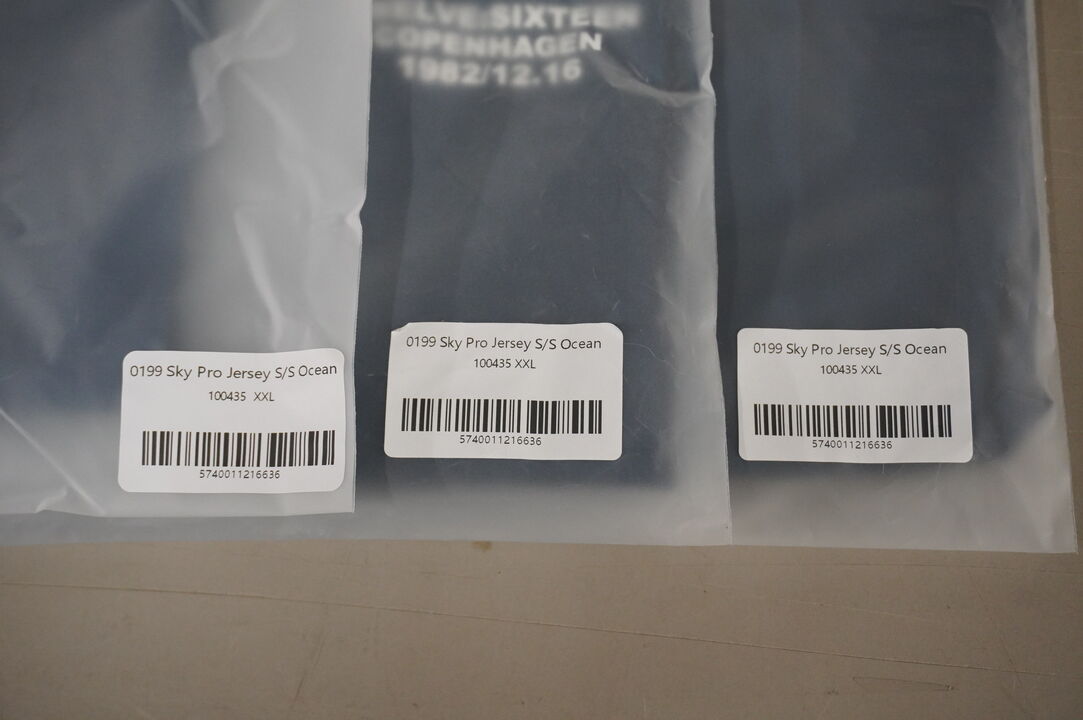 SIXTEEN
COPENHAGEN
1982/12.16
0199 Sky Pro Jersey S/S Ocean
100435 XXL
5740011216636
0199 Sky Pro Jersey S/S Ocean
100435 XXL
5740011216636
0199 Sky Pro Jersey S/S Ocean
100435 XXL
5740011216636